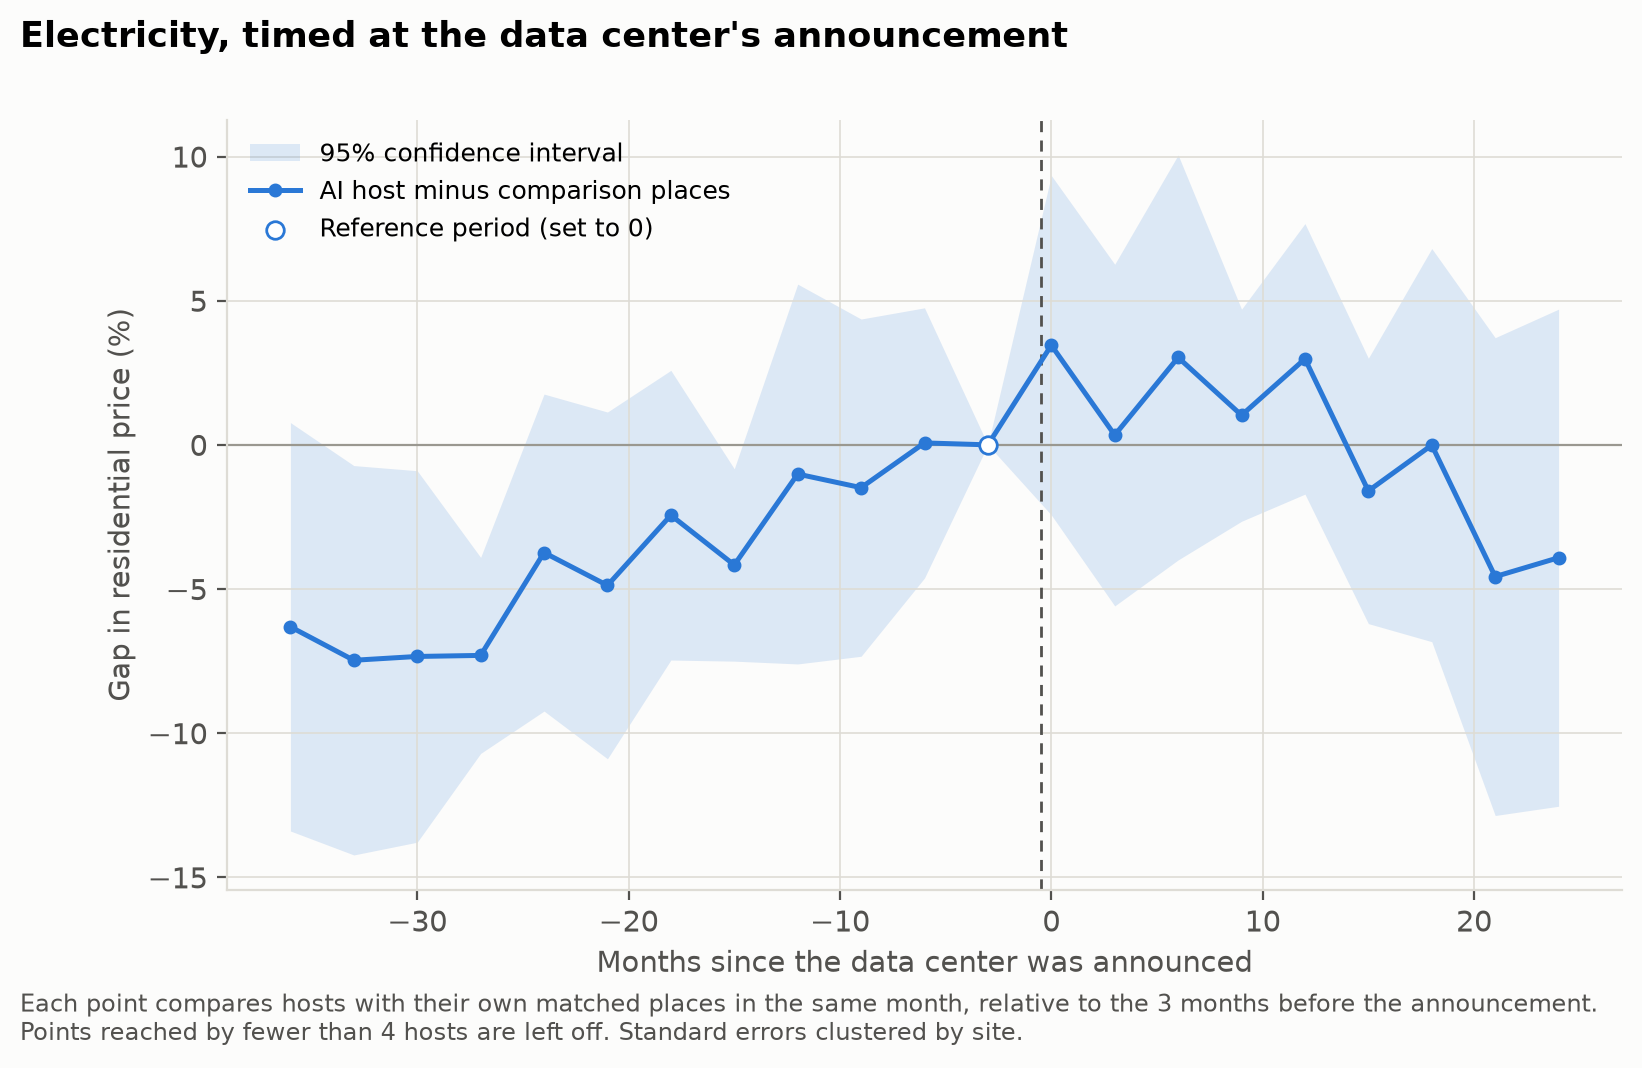 Electricity, timed at the data center's announcement
95% confidence interval
AI host minus comparison places
Reference period (set to 0)
Gap in residential price (%)
10
5
0
−5
−10
−15
−30
−20
−10
0
10
20
Months since the data center was announced
Each point compares hosts with their own matched places in the same month, relative to the 3 months before the announcement.
Points reached by fewer than 4 hosts are left off. Standard errors clustered by site.